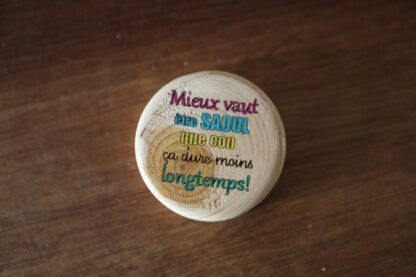 Mieux vaut
être SAOUL
que con
ça dure moins
longtemps!